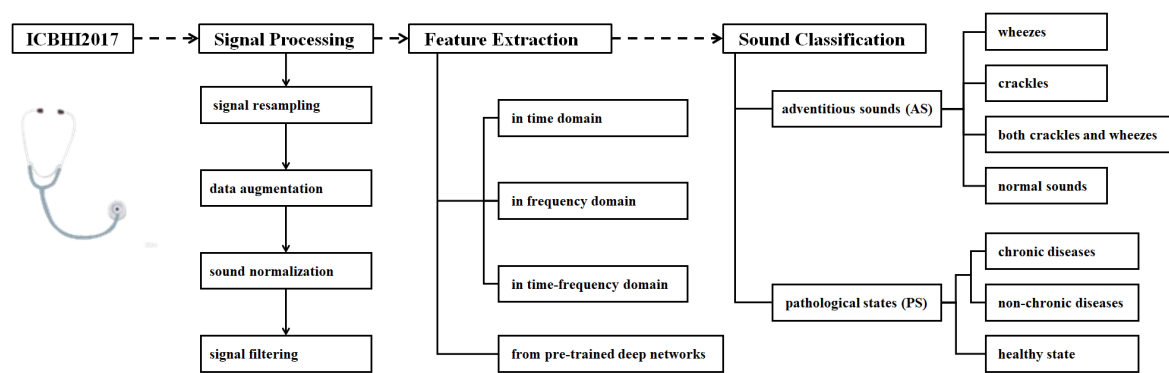 ICBHI2017
Signal Processing
Feature Extraction
Sound Classification
signal resampling
data augmentation
sound normalization
signal filtering
in time domain
in frequency domain
in time-frequency domain
from pre-trained deep networks
adventitious sounds (AS)
wheezes
crackles
both crackles and wheezes
normal sounds
pathological states (PS)
chronic diseases
non-chronic diseases
healthy state